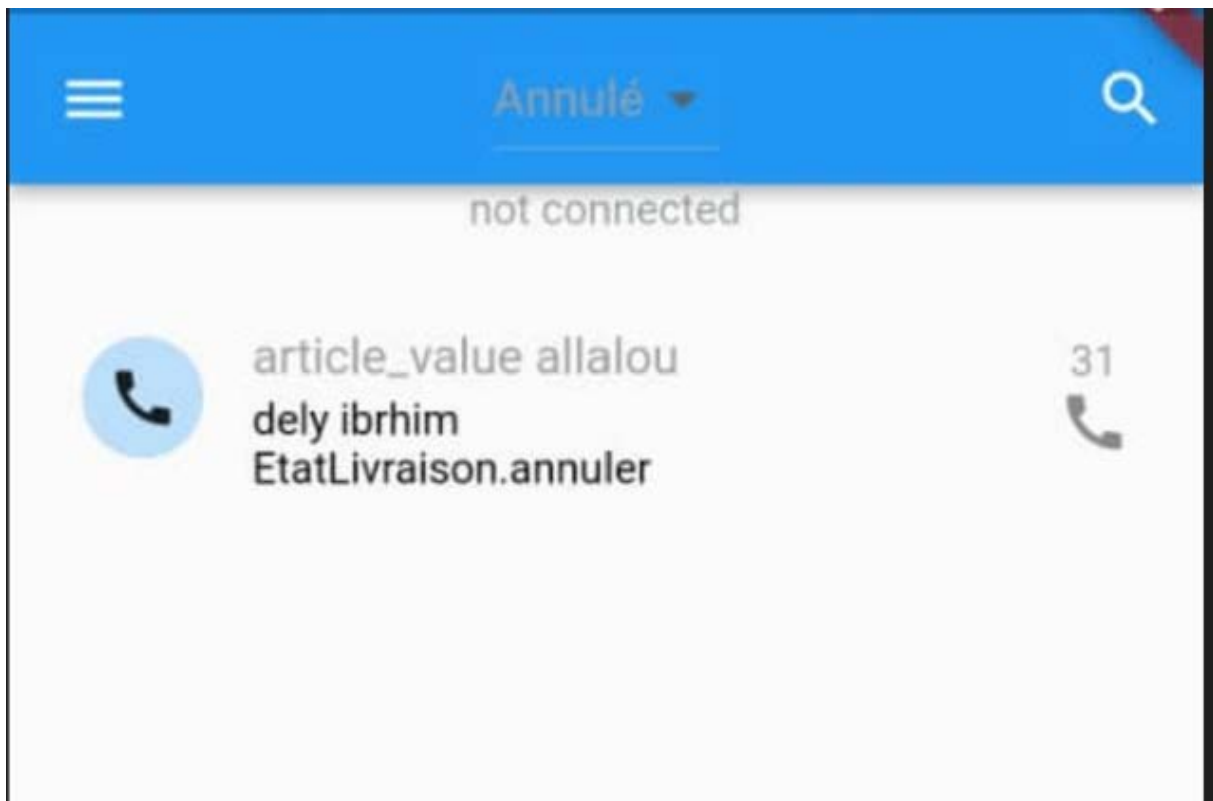 Annulé
not connected
article_value allalou
31
dely ibrhim
EtatLivraison.annuler